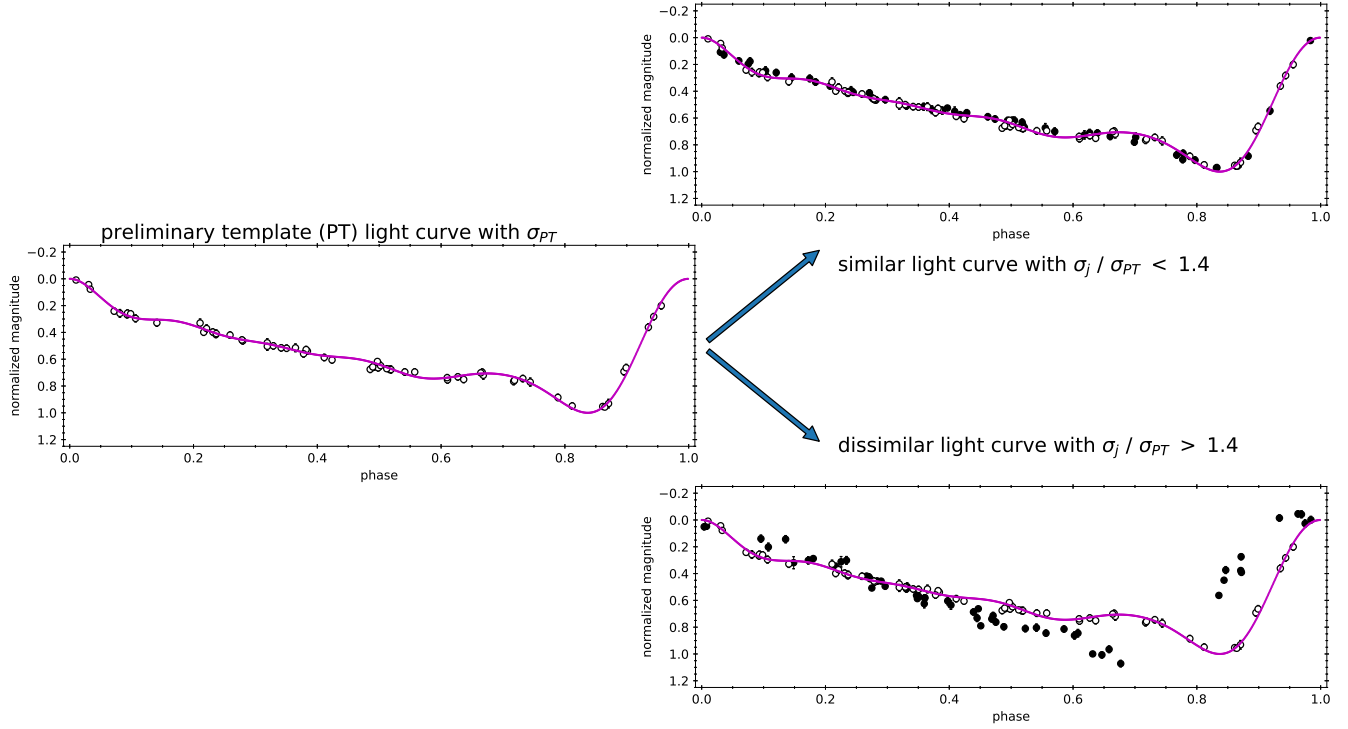 −0.2
0.0
0.2
0.4
0.6
0.8
1.0
1.2
normalized magnitude
0.0 0.2 0.4 0.6 0.8 1.0
phase
similar light curve with σj / σPT < 1.4
preliminary template (PT) light curve with σPT
−0.2
0.0
0.2
0.4
0.6
0.8
1.0
1.2
normalized magnitude
0.0 0.2 0.4 0.6 0.8 1.0
phase
dissimilar light curve with σj / σPT > 1.4
−0.2
0.0
0.2
0.4
0.6
0.8
1.0
1.2
normalized magnitude
0.0 0.2 0.4 0.6 0.8 1.0
phase